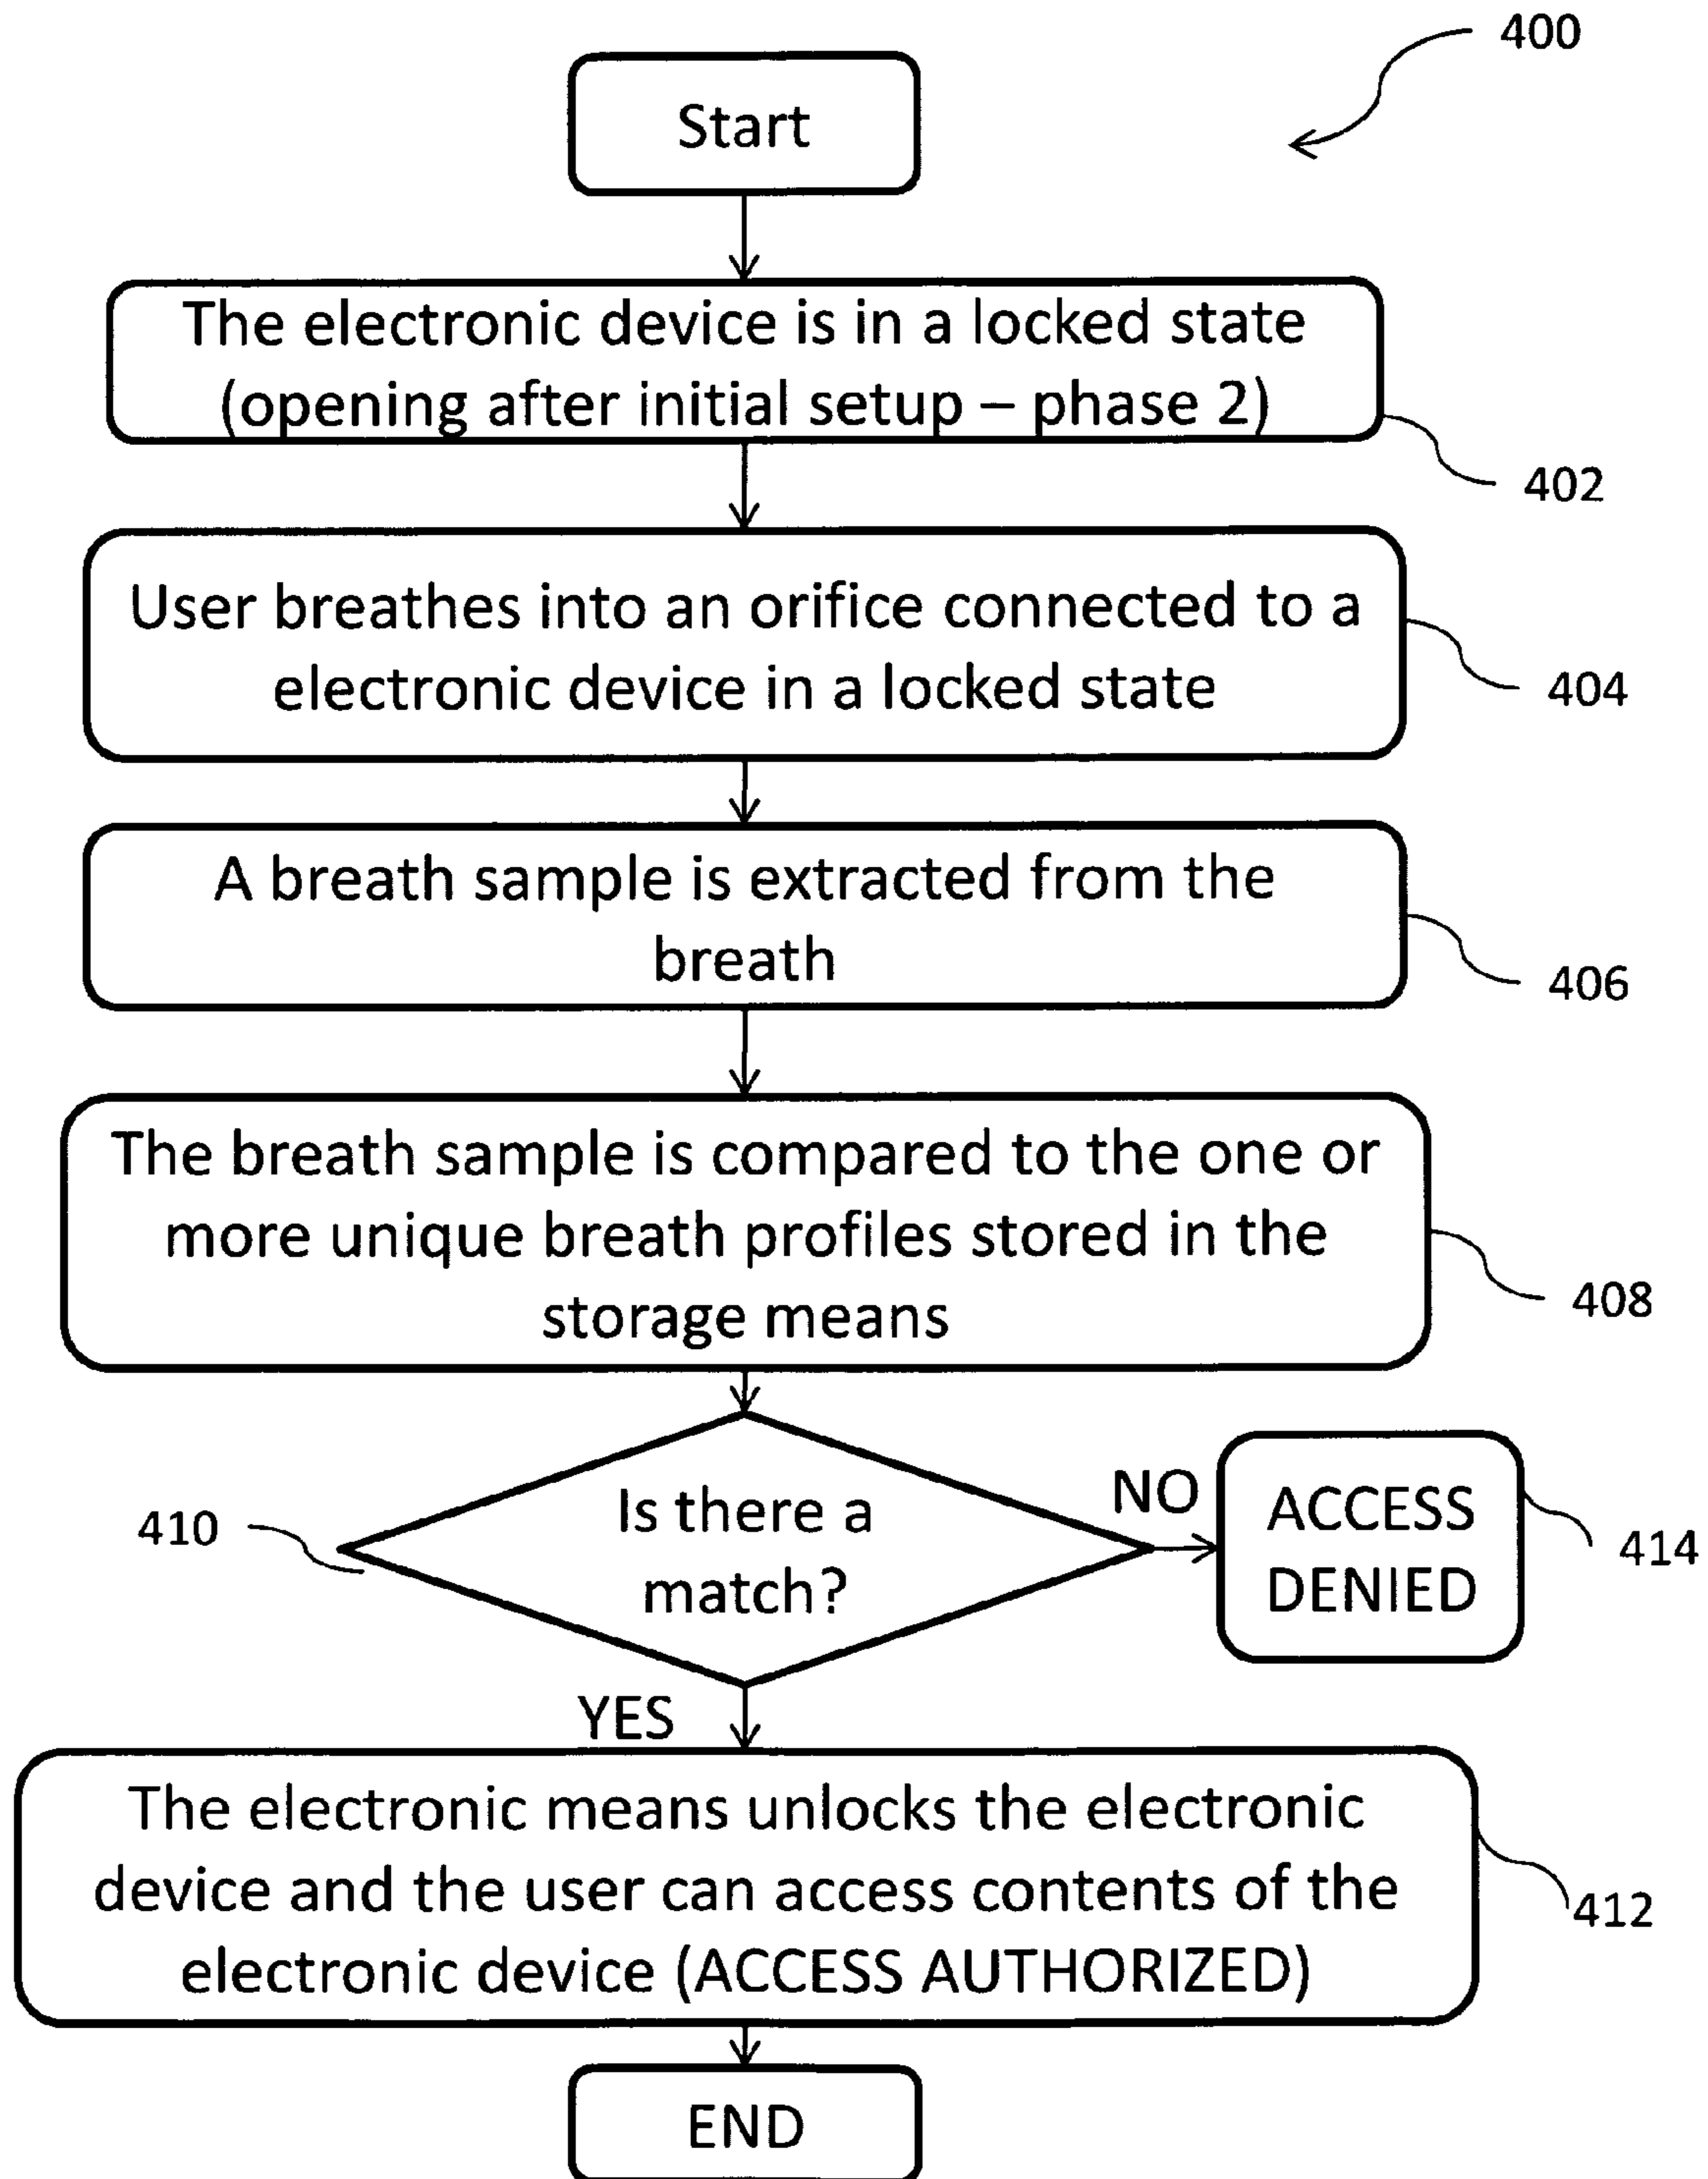 400
Start
The electronic device is in a locked state
(opening after initial setup – phase 2)
402
User breathes into an orifice connected to a
electronic device in a locked state
404
A breath sample is extracted from the
breath
406
The breath sample is compared to the one or
more unique breath profiles stored in the
storage means
408
410
Is there a
match?
NO
ACCESS
DENIED
414
YES
The electronic means unlocks the electronic
device and the user can access contents of the
electronic device (ACCESS AUTHORIZED)
412
END